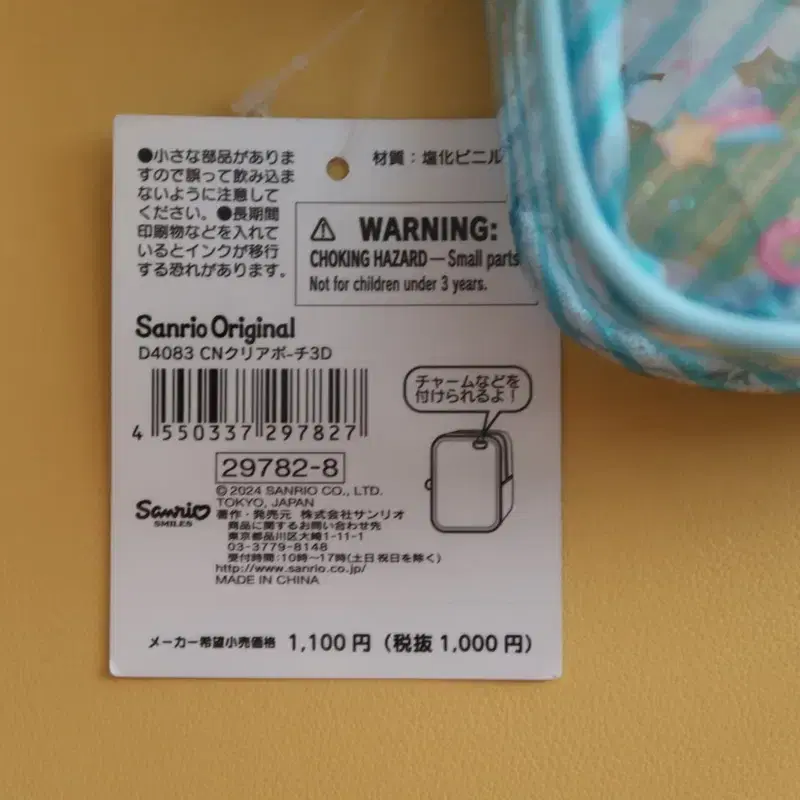 ●小さな部品がありま
すので誤って飲み込ま
ないように注意して
ください。●長期間
印刷物などを入れて
いるとインクが移行
する恐れがあります。
材質：塩化ビニル
WARNING:
CHOKING HAZARD — Small parts
Not for children under 3 years.
Sanrio Original
D4083 CNクリアポーチ3D
4 550337 297827
29782-8
チャームなどを
付けられるよ！
© 2024 SANRIO CO., LTD.
TOKYO, JAPAN
著作・発売元 株式会社サンリオ
Sanrio
SMILES
商品に関するお問い合わせ先
東京都品川区大崎1-11-1
03-3779-8148
受付時間:10時〜17時(土日祝日を除く)
http://www.sanrio.co.jp/
MADE IN CHINA
メーカー希望小売価格 1,100円（税抜1,000円）